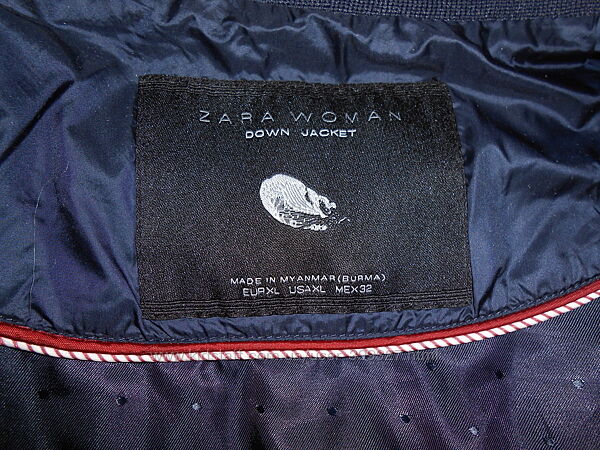 ZARA WOMAN
DOWN JACKET
MADE IN MYANMAR (BURMA)
EUR XL USA XL MEX 32